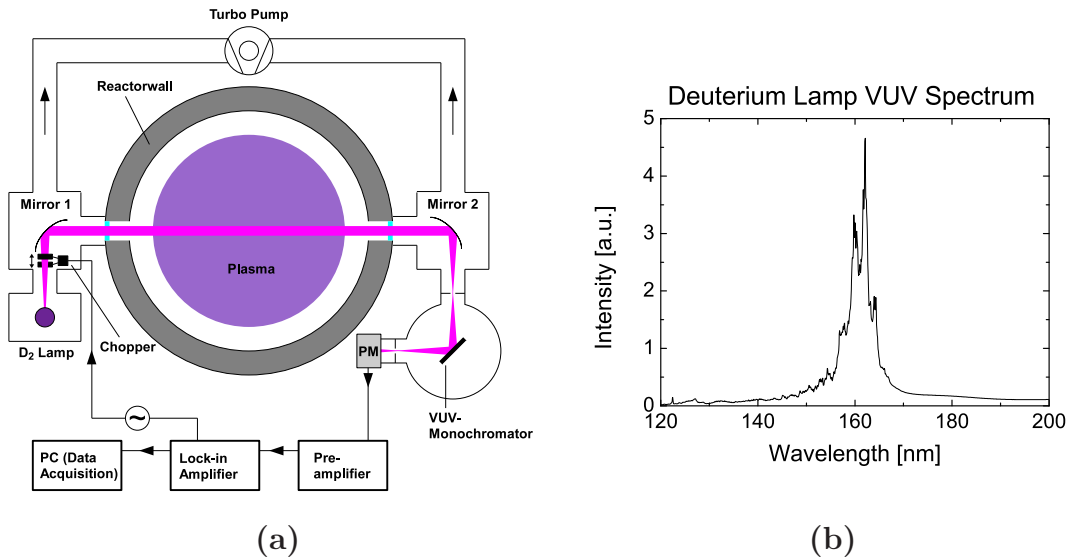 Turbo Pump
Reactorwall
Mirror 1
Mirror 2
Plasma
D₂ Lamp
Chopper
PM
~
VUV-
Monochromator
PC (Data
Acquisition)
Lock-in
Amplifier
Pre-
amplifier
(a)
Deuterium Lamp VUV Spectrum
Intensity [a.u.]
5
4
3
2
1
0
120
140
160
180
200
Wavelength [nm]
(b)